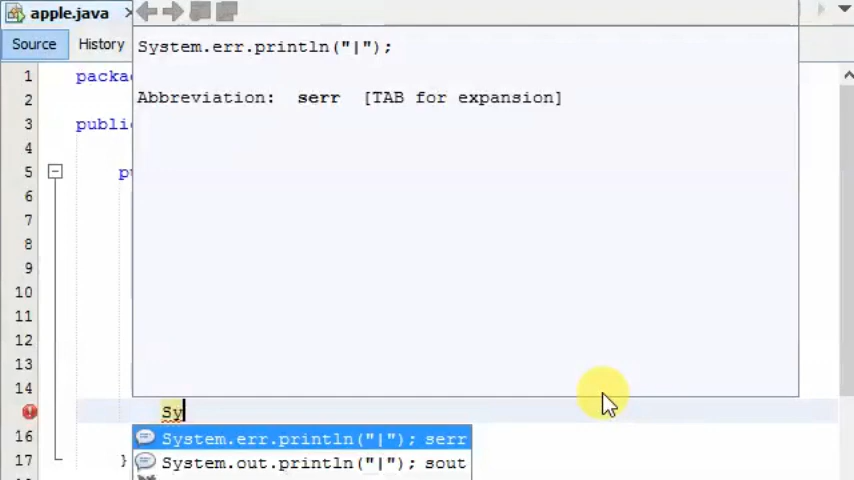 apple.java
Source History
System.err.println("|");
Abbreviation: serr [TAB for expansion]
1 packa
2
3 publi
4
5 pu
6
7
8
9
10
11
12
13
14
Sy
System.err.println("|"); serr
16
System.out.println("|"); sout
17 }